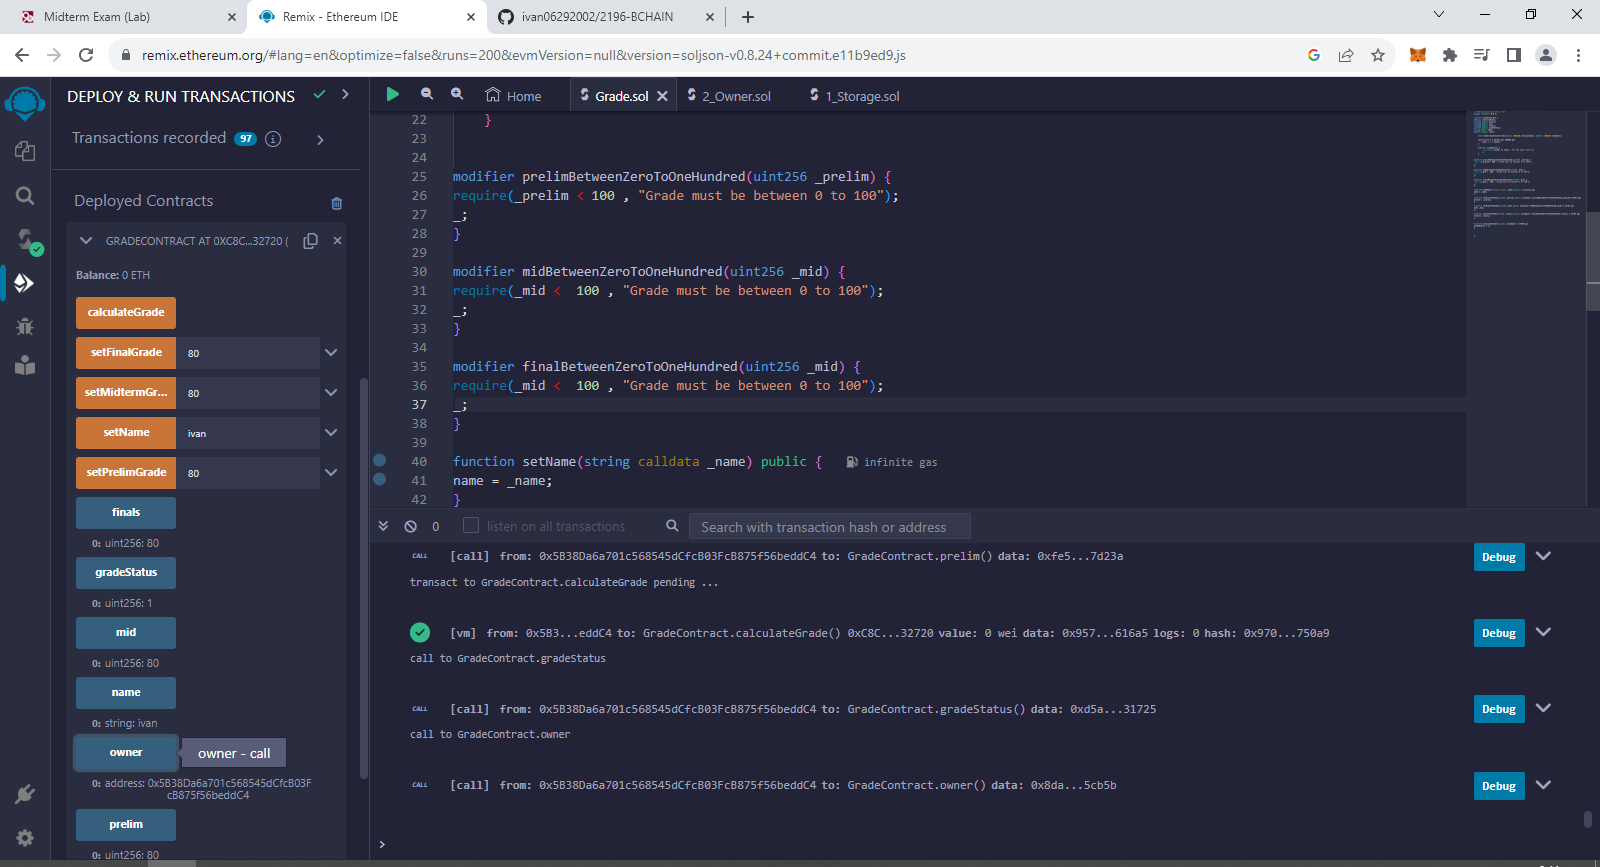 Midterm Exam (Lab)
Remix - Ethereum IDE
ivan06292002/2196-BCHAIN
remix.ethereum.org/#lang=en&optimize=false&runs=200&evmVersion=null&version=soljson-v0.8.24+commit.e11b9ed9.js
DEPLOY & RUN TRANSACTIONS
Transactions recorded 97
Deployed Contracts
GRADECONTRACT AT 0XC8C...32720 (
Balance: 0 ETH
calculateGrade
setFinalGrade 80
setMidtermGr... 80
setName ivan
setPrelimGrade 80
finals
0: uint256: 80
gradeStatus
0: uint256: 1
mid
0: uint256: 80
name
0: string: ivan
owner
owner - call
0: address: 0x5B38Da6a701c568545dCfcB03F
cB875f56beddC4
prelim
0: uint256: 80
Home
Grade.sol
2_Owner.sol
1_Storage.sol
22 }
23
24
25 modifier prelimBetweenZeroToOneHundred(uint256 _prelim) {
26 require(_prelim < 100 , "Grade must be between 0 to 100");
27 _;
28 }
29
30 modifier midBetweenZeroToOneHundred(uint256 _mid) {
31 require(_mid <  100 , "Grade must be between 0 to 100");
32 _;
33 }
34
35 modifier finalBetweenZeroToOneHundred(uint256 _mid) {
36 require(_mid <  100 , "Grade must be between 0 to 100");
37 _;
38 }
39
40 function setName(string calldata _name) public { infinite gas
41 name = _name;
42 }
0 listen on all transactions Search with transaction hash or address
CALL [call] from: 0x5B38Da6a701c568545dCfcB03FcB875f56beddC4 to: GradeContract.prelim() data: 0xfe5...7d23a Debug
transact to GradeContract.calculateGrade pending ...
[vm] from: 0x5B3...eddC4 to: GradeContract.calculateGrade() 0xC8C...32720 value: 0 wei data: 0x957...616a5 logs: 0 hash: 0x970...750a9 Debug
call to GradeContract.gradeStatus
CALL [call] from: 0x5B38Da6a701c568545dCfcB03FcB875f56beddC4 to: GradeContract.gradeStatus() data: 0xd5a...31725 Debug
call to GradeContract.owner
CALL [call] from: 0x5B38Da6a701c568545dCfcB03FcB875f56beddC4 to: GradeContract.owner() data: 0x8da...5cb5b Debug
>